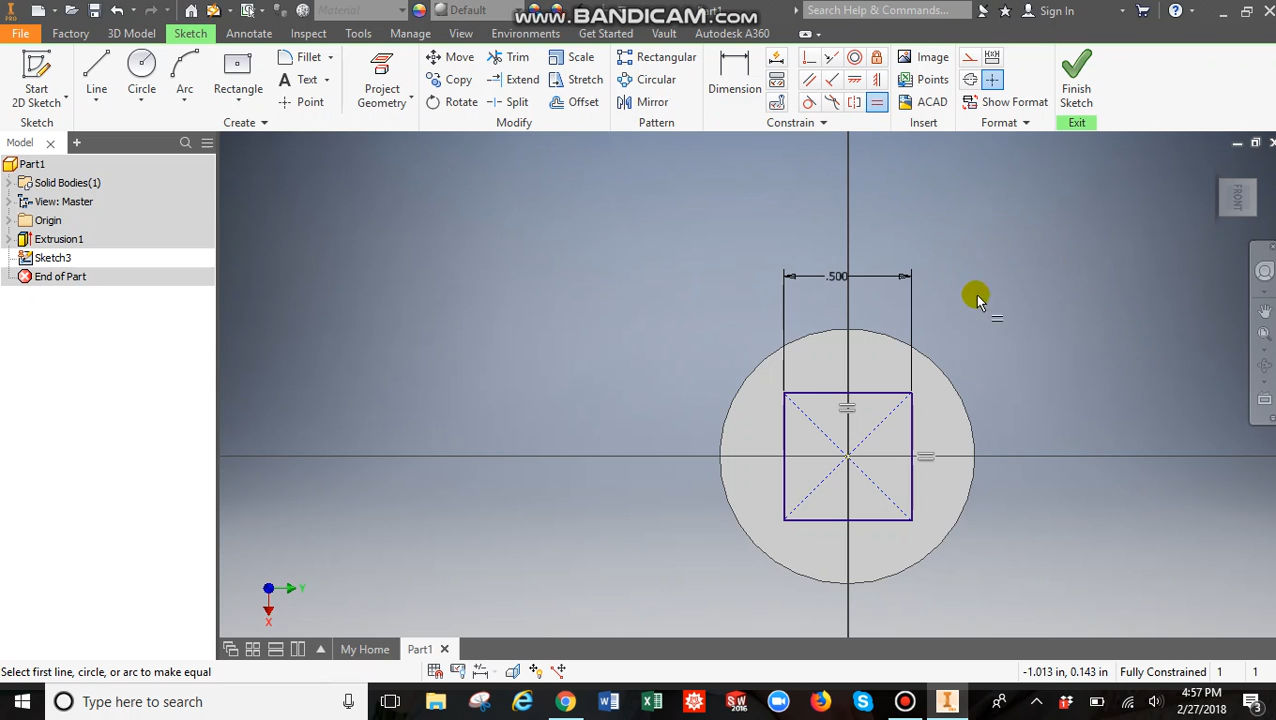 Material
Default
www.BANDICAM.com
Part1
Search Help & Commands...
Sign In
File
Factory
3D Model
Sketch
Annotate
Inspect
Tools
Manage
View
Environments
Get Started
Vault
Autodesk A360
Start
2D Sketch
Line
Circle
Arc
Rectangle
Fillet
Text
Point
Project
Geometry
Move
Copy
Rotate
Trim
Extend
Split
Scale
Stretch
Offset
Rectangular
Circular
Mirror
Dimension
Image
Points
ACAD
Show Format
Finish
Sketch
Sketch
Create
Modify
Pattern
Constrain
Insert
Format
Exit
Model
Part1
Solid Bodies(1)
View: Master
Origin
Extrusion1
Sketch3
End of Part
FRONT
.500
Y
X
My Home
Part1
Select first line, circle, or arc to make equal
-1.013 in, 0.143 in
Fully Constrained
1
1
Type here to search
4:57 PM
2/27/2018